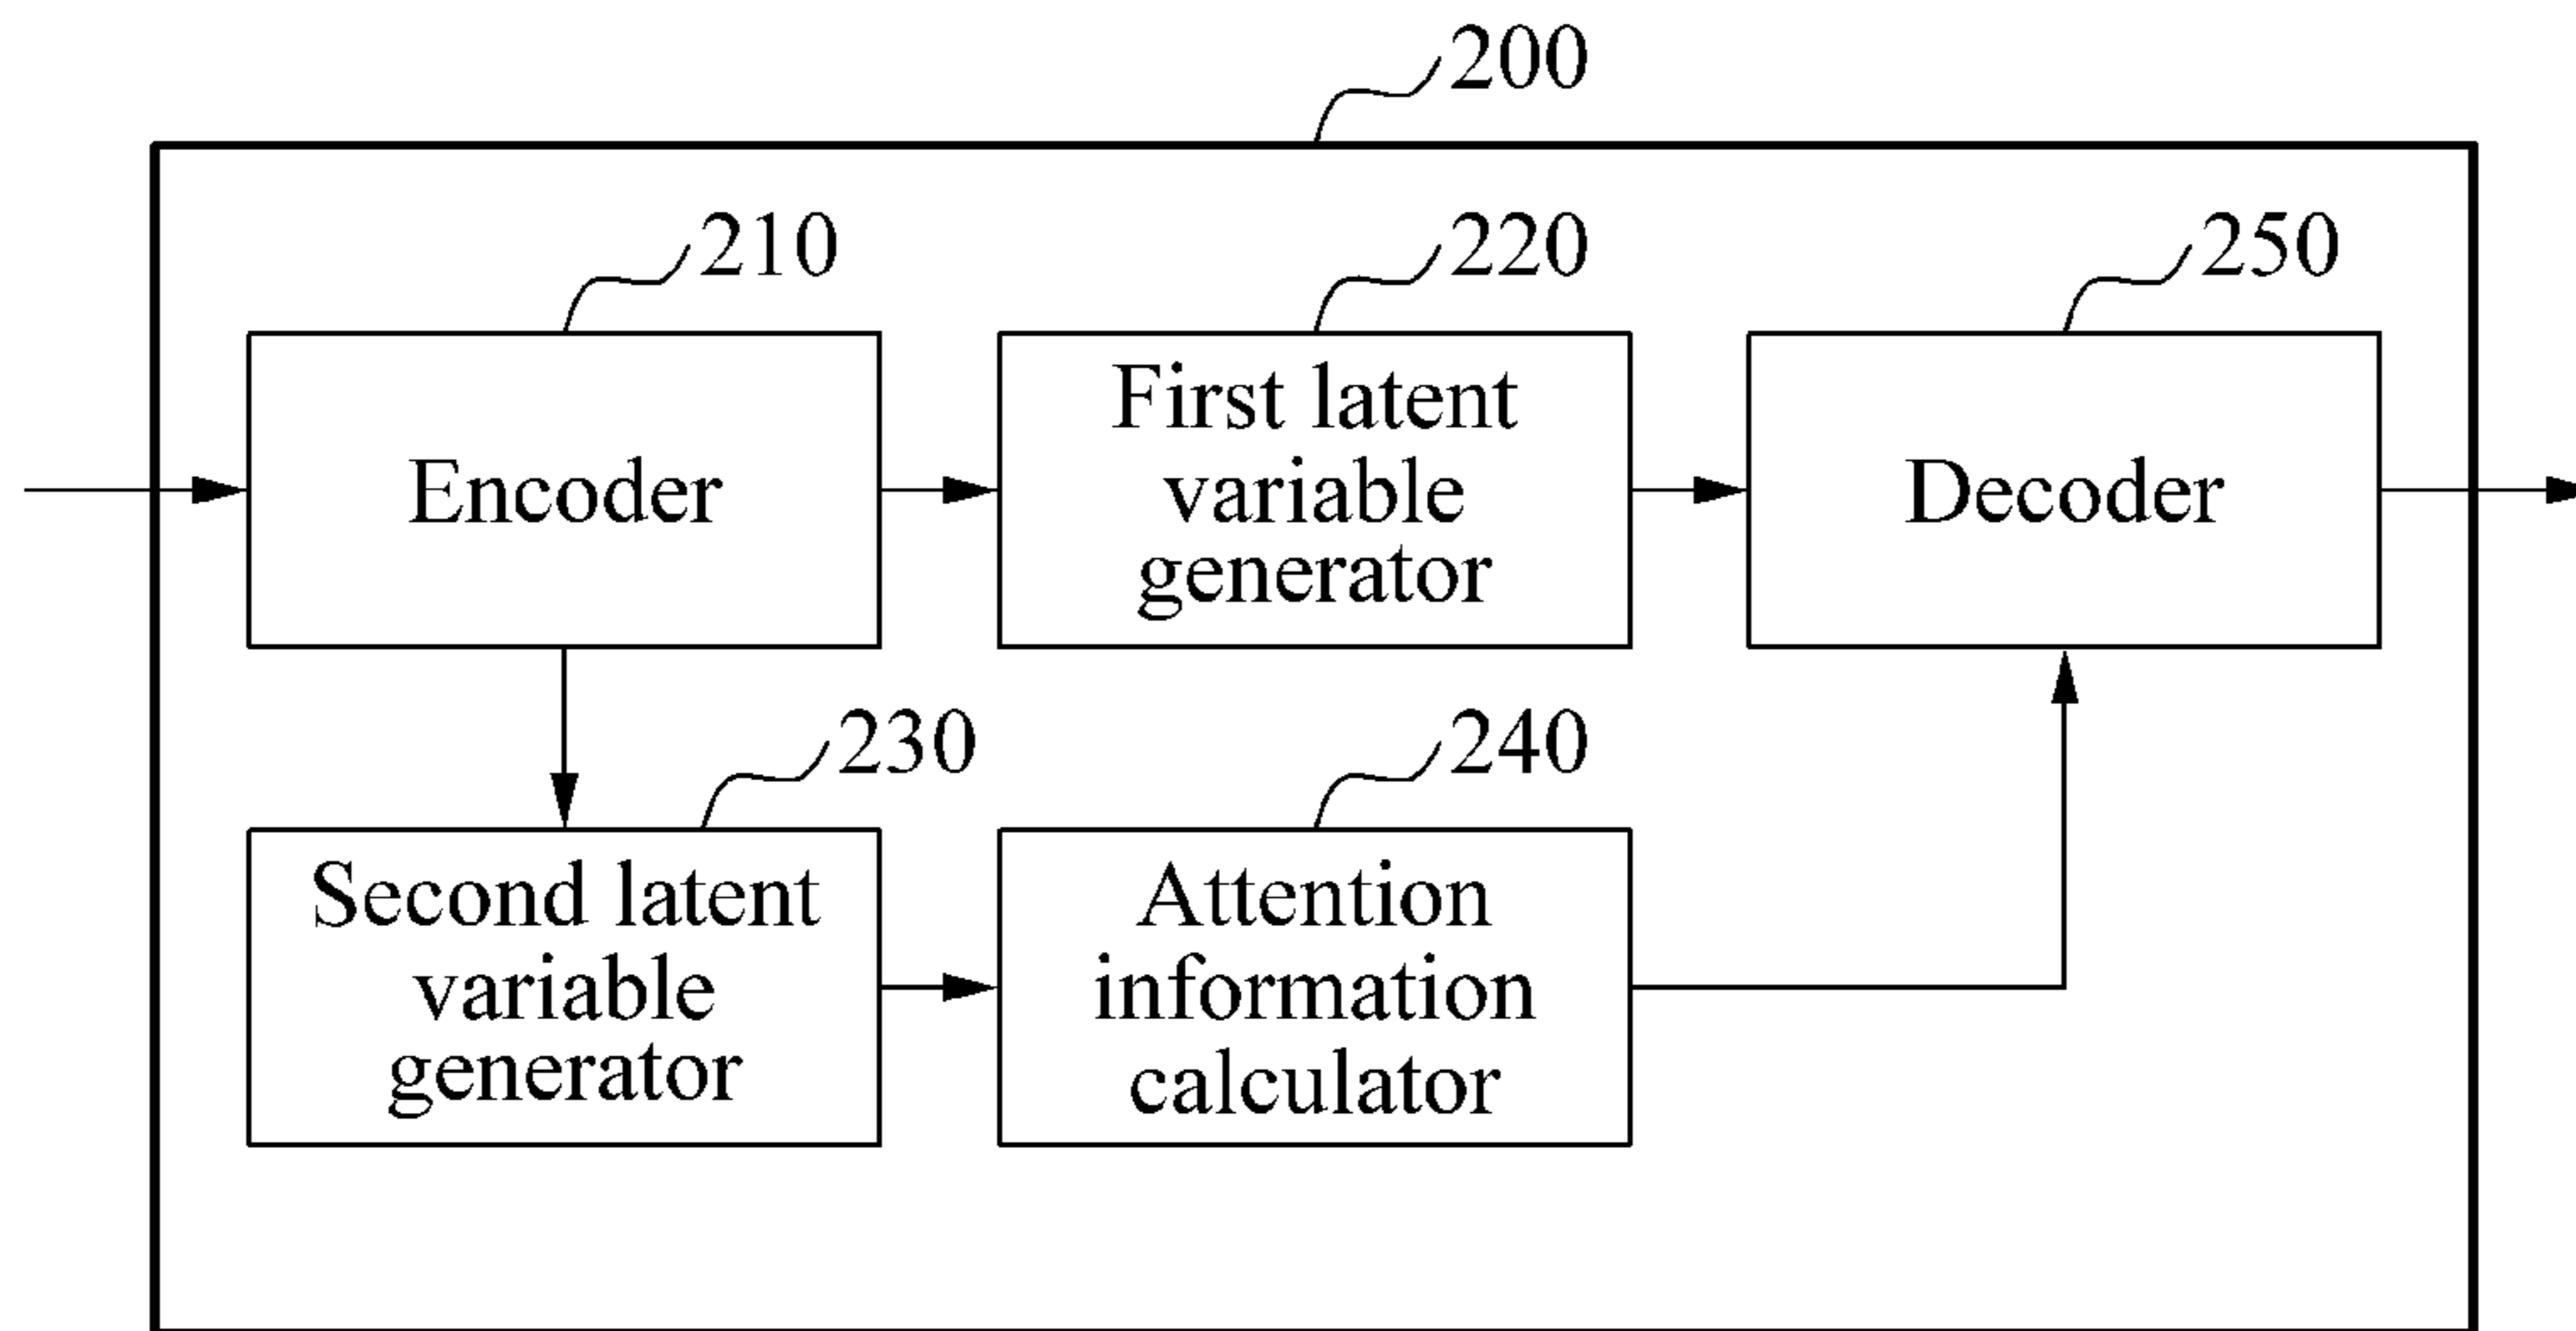 200
210
220
250
Encoder
First latent
variable
generator
Decoder
230
240
Second latent
variable
generator
Attention
information
calculator